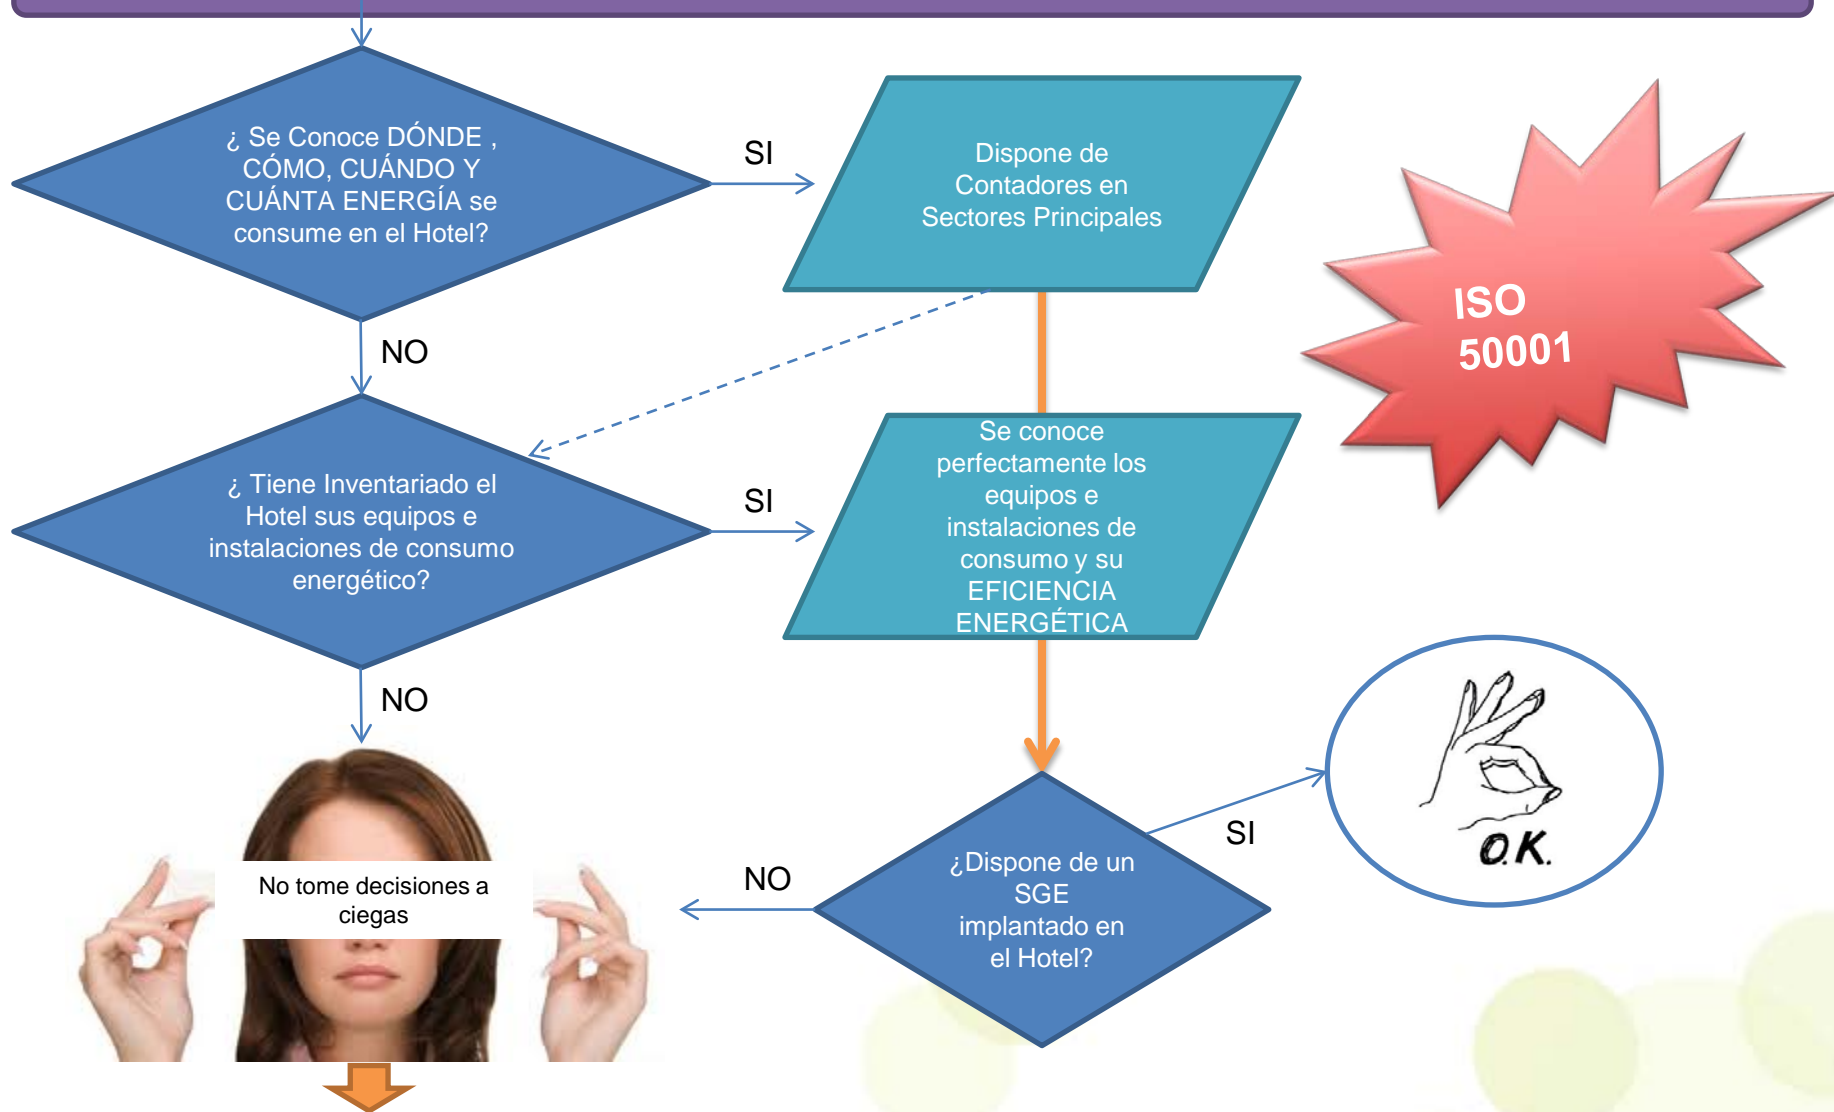 ¿ Se Conoce DÓNDE ,
CÓMO, CUÁNDO Y
CUÁNTA ENERGÍA se
consume en el Hotel?
SI
Dispone de
Contadores en
Sectores Principales
ISO
50001
NO
¿ Tiene Inventariado el
Hotel sus equipos e
instalaciones de consumo
energético?
SI
Se conoce
perfectamente los
equipos e
instalaciones de
consumo y su
EFICIENCIA
ENERGÉTICA
NO
No tome decisiones a
ciegas
NO
¿Dispone de un
SGE
implantado en
el Hotel?
SI
O.K.